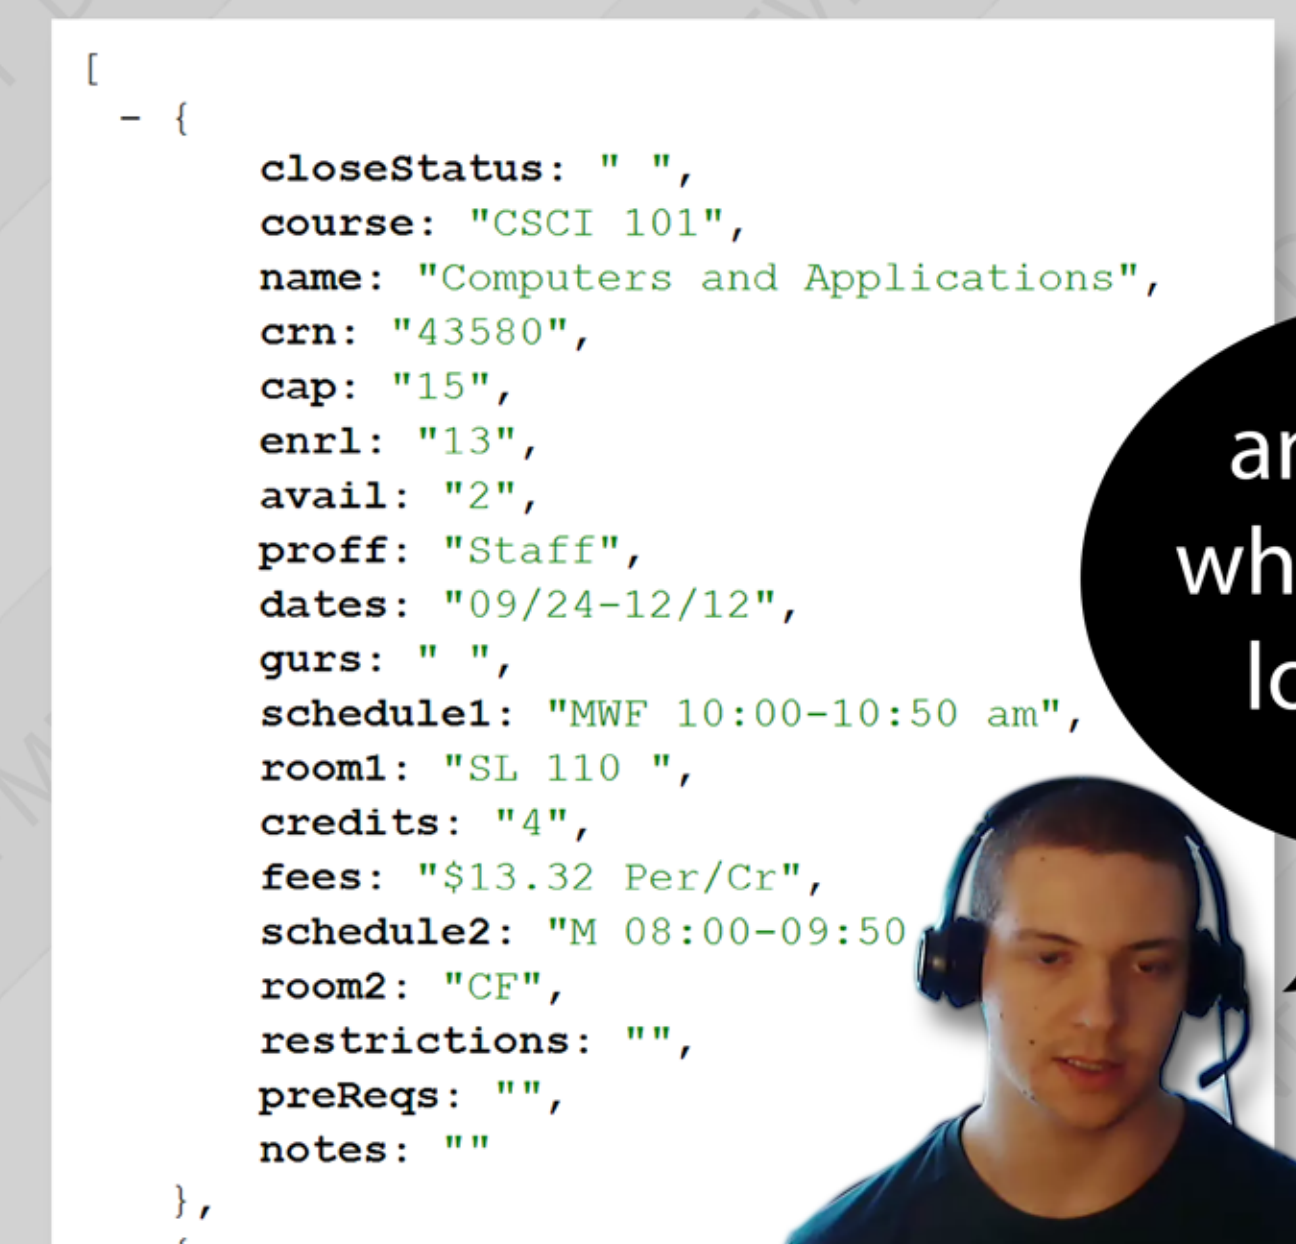 [
- {
closeStatus: " ",
course: "CSCI 101",
name: "Computers and Applications",
crn: "43580",
cap: "15",
enrl: "13",
avail: "2",
proff: "Staff",
dates: "09/24-12/12",
gurs: " ",
schedule1: "MWF 10:00-10:50 am",
room1: "SL 110 ",
credits: "4",
fees: "$13.32 Per/Cr",
schedule2: "M 08:00-09:50
room2: "CF",
restrictions: "",
preReqs: "",
notes: ""
},